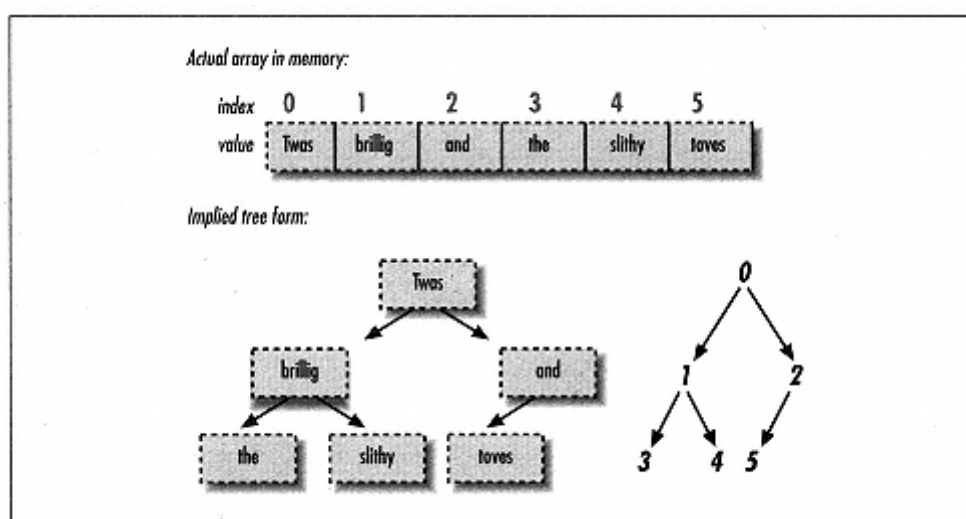 Actual array in memory:
index 0 1 2 3 4 5
value Twas brillig and the slithy toves
Implied tree form:
Twas
brillig and
the slithy toves
0
1 2
3 4 5